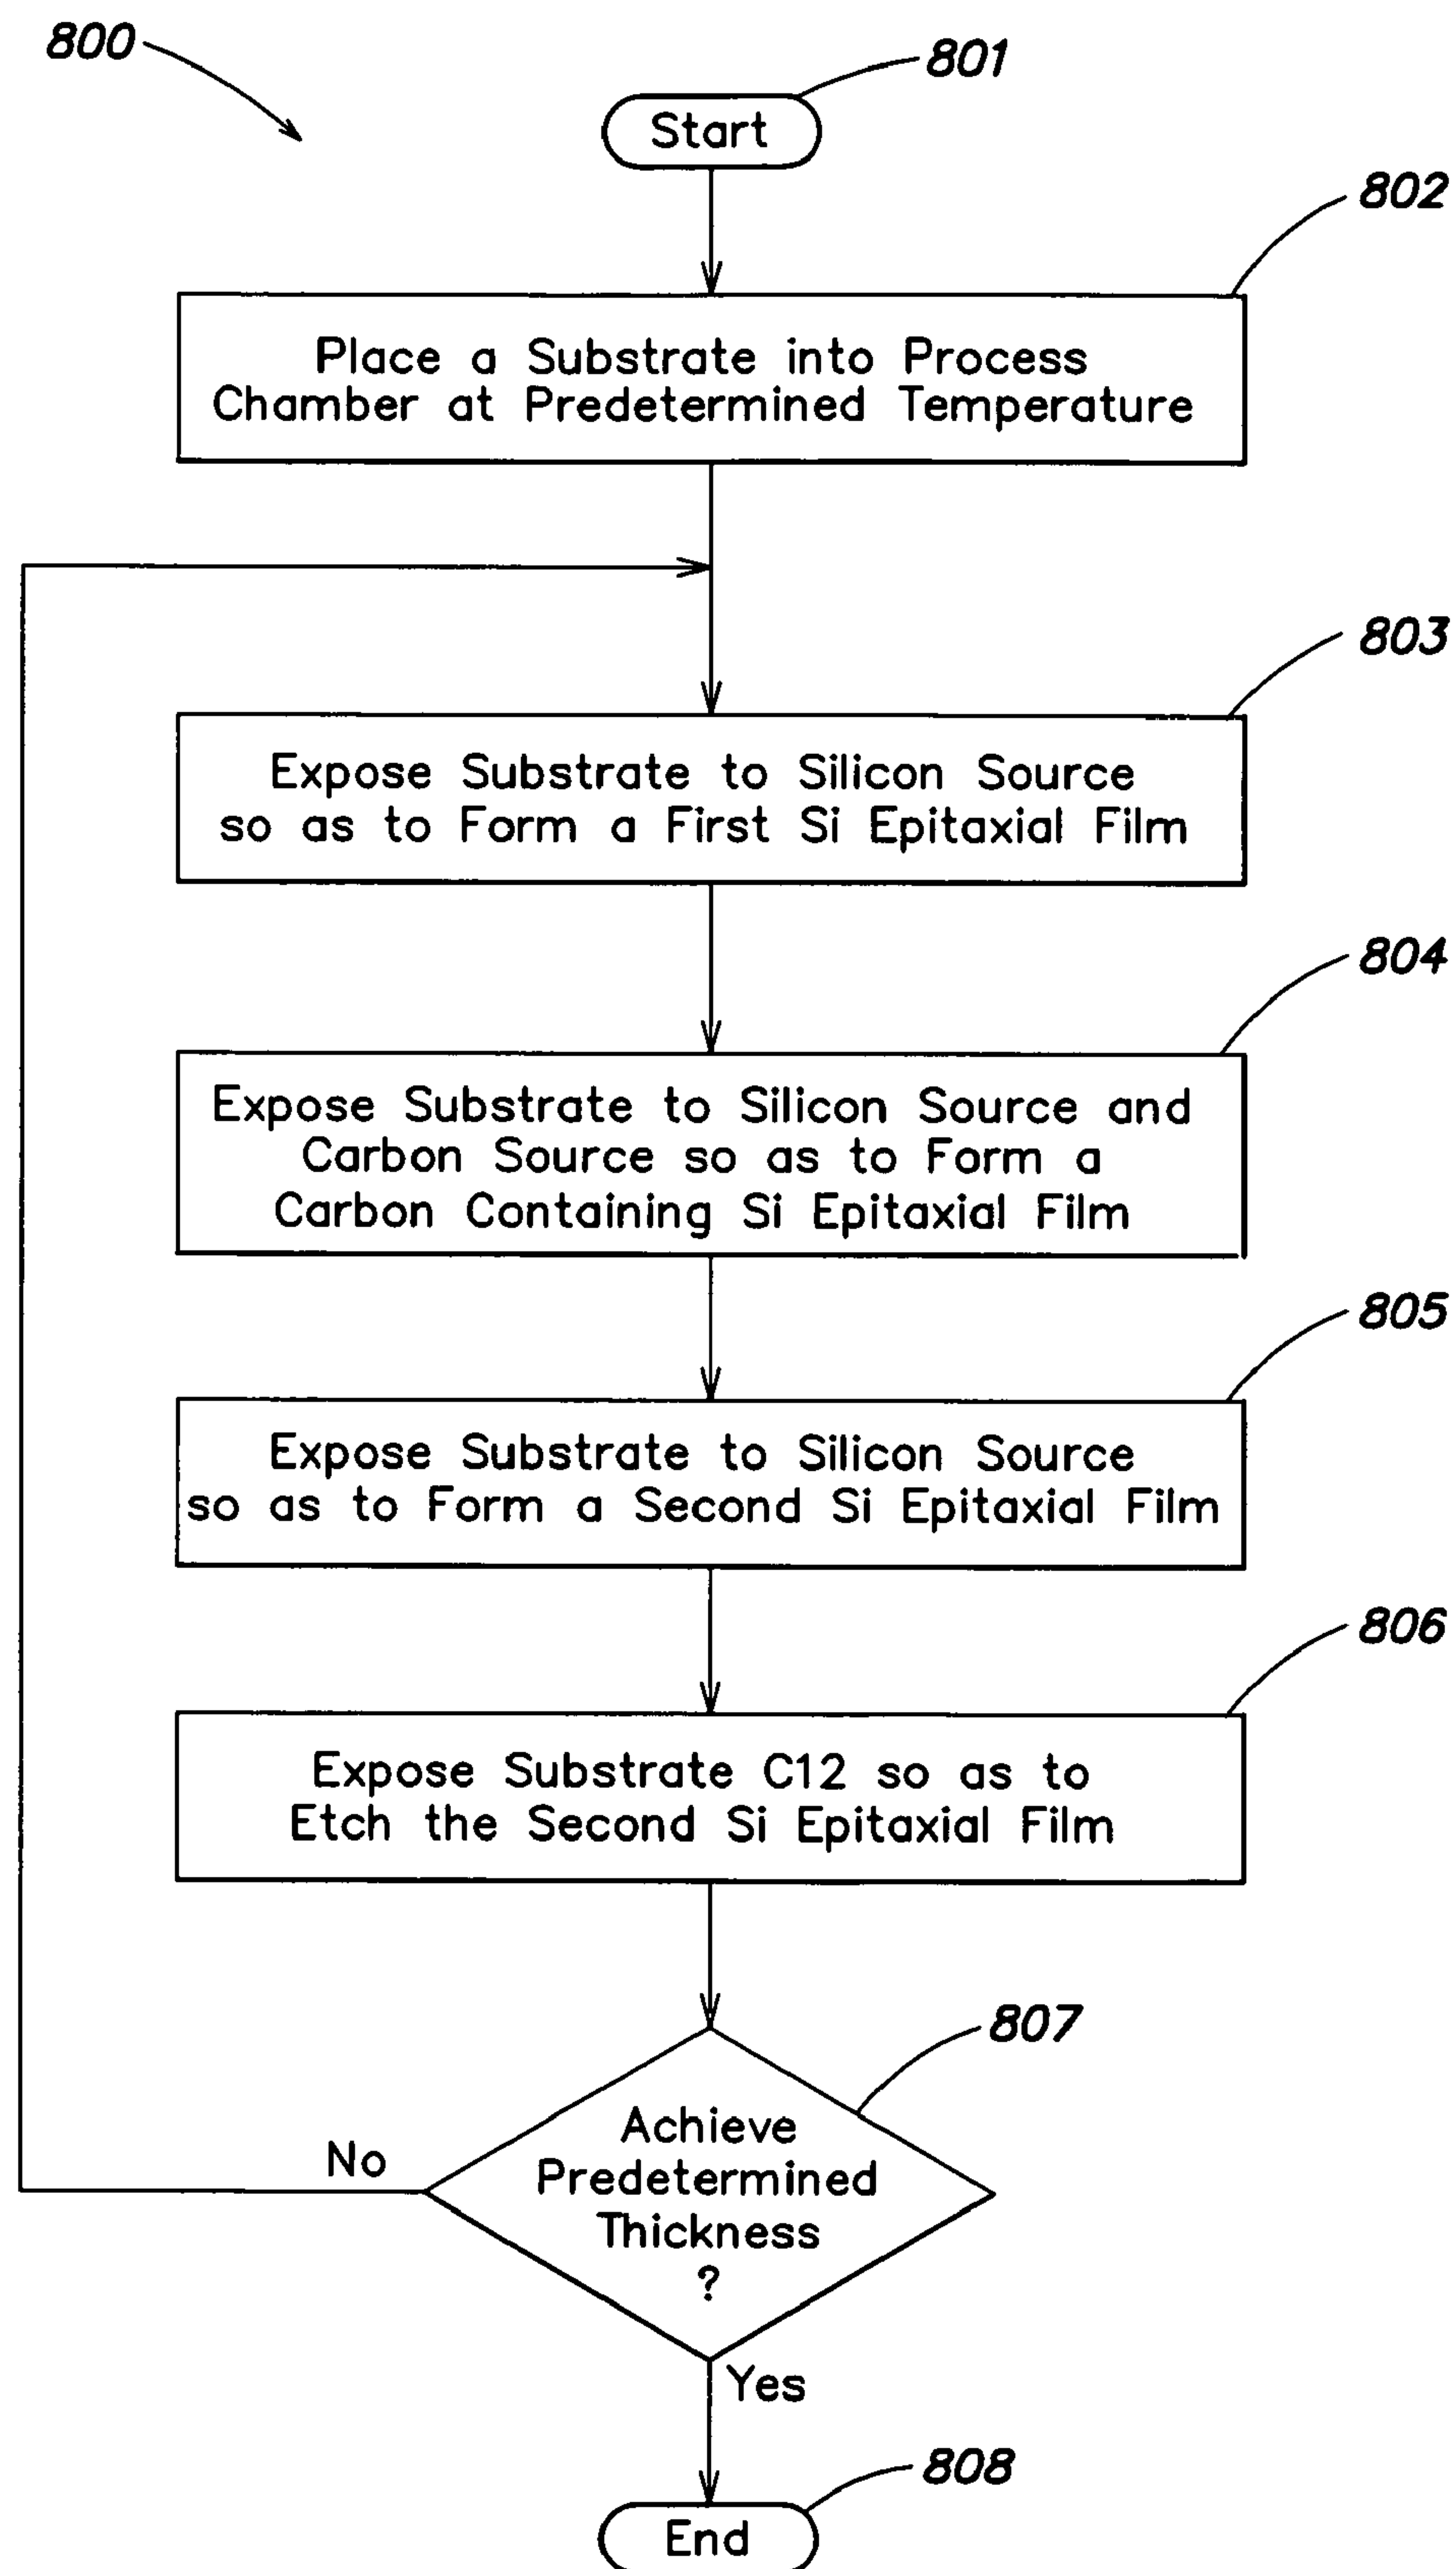 800
801
Start
802
Place a Substrate into Process
Chamber at Predetermined Temperature
803
Expose Substrate to Silicon Source
so as to Form a First Si Epitaxial Film
804
Expose Substrate to Silicon Source and
Carbon Source so as to Form a
Carbon Containing Si Epitaxial Film
805
Expose Substrate to Silicon Source
so as to Form a Second Si Epitaxial Film
806
Expose Substrate C12 so as to
Etch the Second Si Epitaxial Film
807
Achieve
Predetermined
Thickness
?
No
Yes
808
End